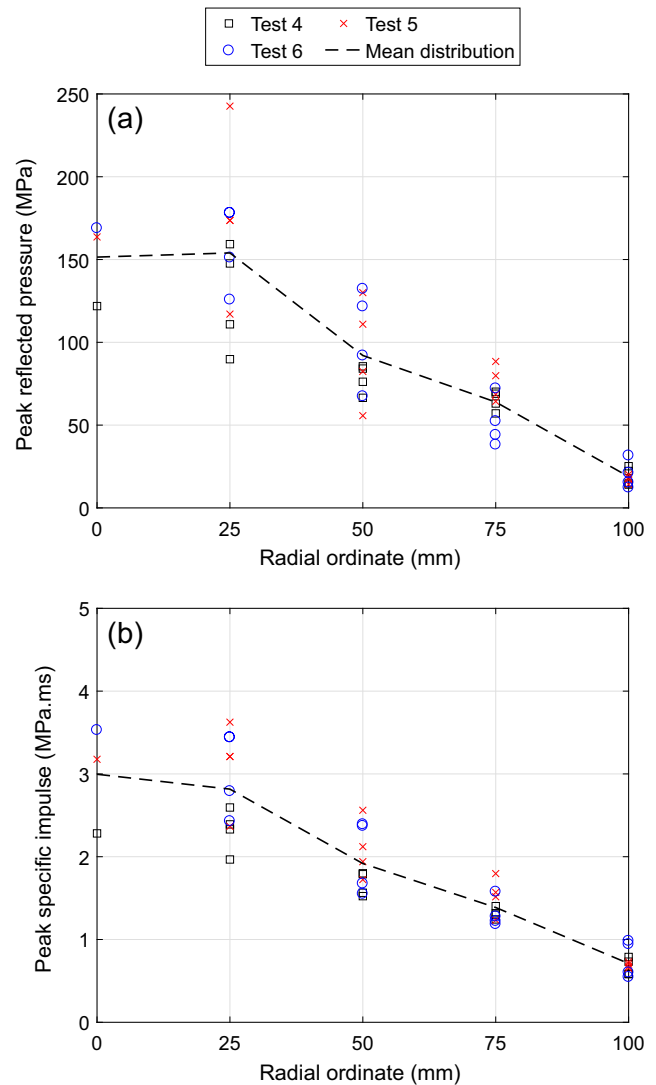 Test 4
Test 5
Test 6
Mean distribution
(a)
250
200
150
100
50
0
Peak reflected pressure (MPa)
0 25 50 75 100
Radial ordinate (mm)
(b)
5
4
3
2
1
0
Peak specific impulse (MPa.ms)
0 25 50 75 100
Radial ordinate (mm)